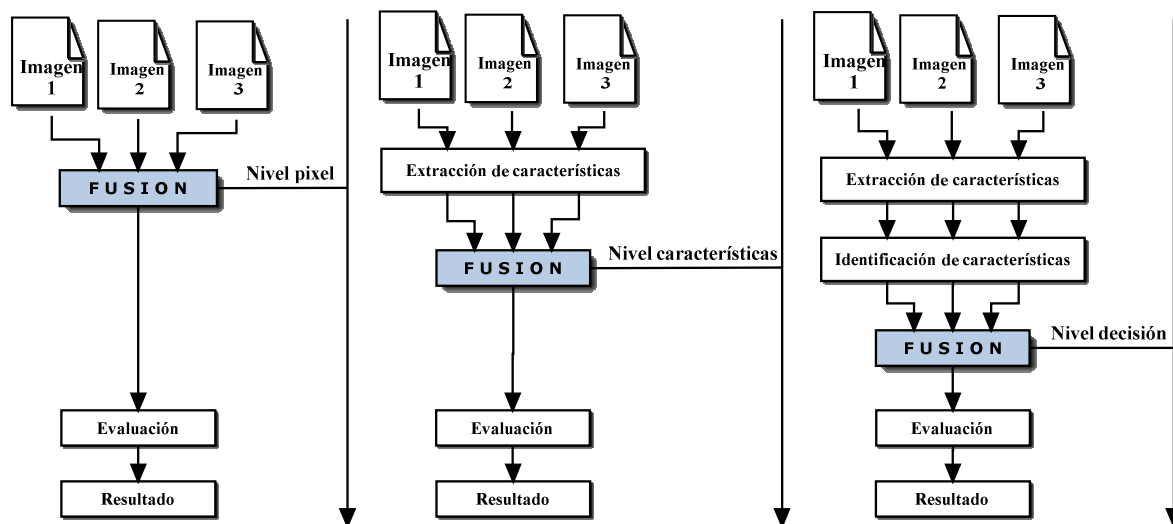 Imagen
1
Imagen
2
Imagen
3
FUSION
Nivel pixel
Evaluación
Resultado
Imagen
1
Imagen
2
Imagen
3
Extracción de características
FUSION
Nivel características
Evaluación
Resultado
Imagen
1
Imagen
2
Imagen
3
Extracción de características
Identificación de características
FUSION
Nivel decisión
Evaluación
Resultado